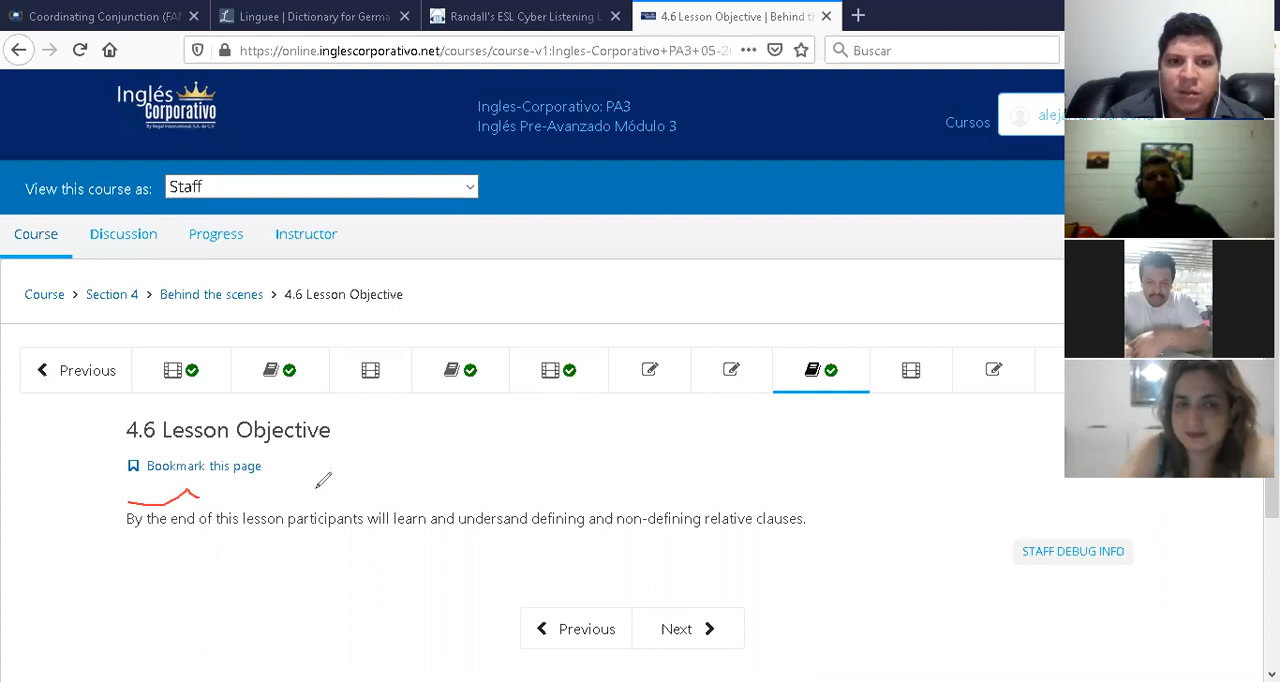 Coordinating Conjunction (FAN
Linguee | Dictionary for Germa
Randall's ESL Cyber Listening L
4.6 Lesson Objective | Behind th
https://online.inglescorporativo.net/courses/course-v1:Ingles-Corporativo+PA3+05-2
Buscar
Inglés
Corporativo
Ingles-Corporativo: PA3
Inglés Pre-Avanzado Módulo 3
Cursos
View this course as:
Staff
Course
Discussion
Progress
Instructor
Course > Section 4 > Behind the scenes > 4.6 Lesson Objective
Previous
4.6 Lesson Objective
Bookmark this page
By the end of this lesson participants will learn and undersand defining and non-defining relative clauses.
STAFF DEBUG INFO
Previous
Next